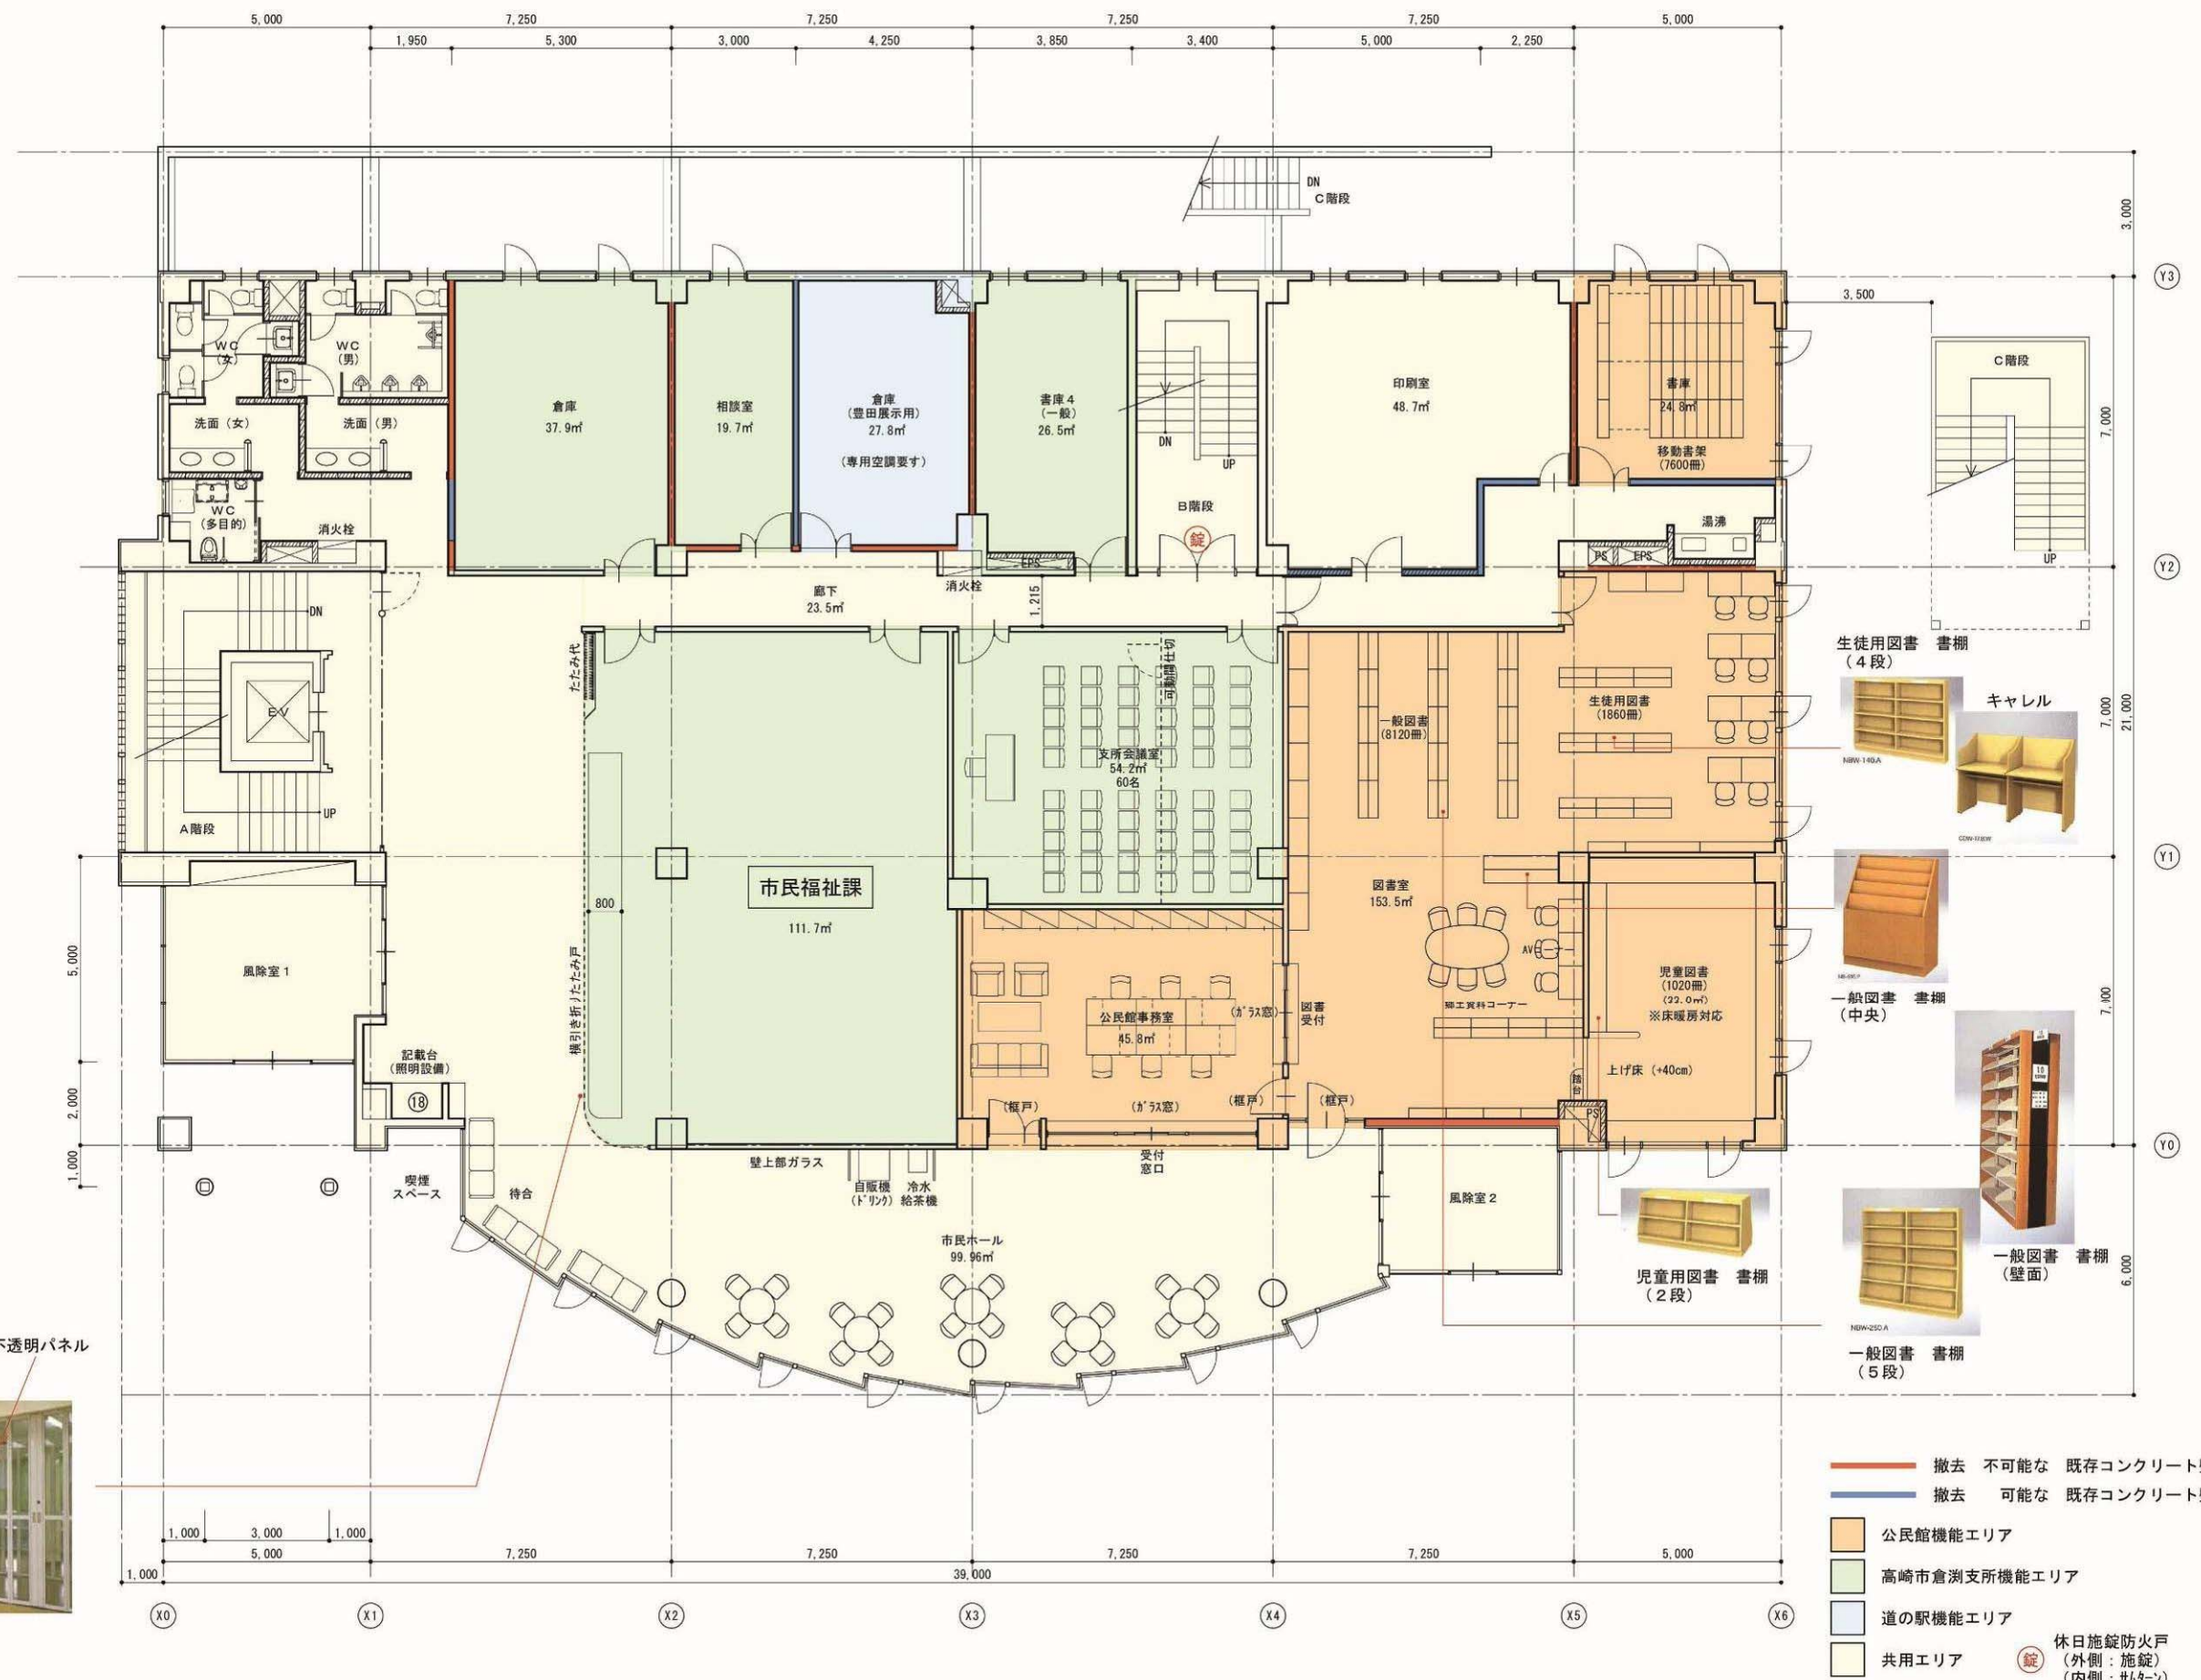 5,000
7,250
7,250
7,250
7,250
5,000
1,950
5,300
3,000
4,250
3,850
3,400
5,000
2,250
DN
C階段
3,000
Y3
3,500
WC
(女)
WC
(男)
洗面（女）
洗面（男）
WC
(多目的)
消火栓
倉庫
37.9㎡
相談室
19.7㎡
倉庫
(豊田展示用)
27.8㎡
(専用空調要す)
書庫4
(一般)
26.5㎡
EPS
DN
UP
B階段
錠
印刷室
48.7㎡
書庫
24.8㎡
移動書架
(7600冊)
湯沸
PS
EPS
C階段
UP
7,000
Y2
廊下
23.5㎡
消火栓
1,215
DN
EV
UP
A階段
たたみ代
可動間仕切
支所会議室
54.2㎡
60名
一般図書
(8120冊)
生徒用図書
(1860冊)
生徒用図書　書棚
（4段）
NBW-140A
キャレル
7,000
21,000
Y1
市民福祉課
111.7㎡
800
横引き折りたたみ戸
図書室
153.5㎡
AV
郷土資料コーナー
児童図書
(1020冊)
(22.0㎡)
※床暖房対応
上げ床 (+40cm)
踏台
PS
一般図書　書棚
（中央）
5,000
風除室1
記載台
(照明設備)
18
公民館事務室
45.8㎡
(ｶﾞﾗｽ窓)
図書
受付
(框戸)
(ｶﾞﾗｽ窓)
(框戸)
(框戸)
2,000
1,000
Y0
喫煙
スペース
待合
壁上部ガラス
自販機
(ﾄﾞﾘﾝｸ)
冷水
給茶機
受付
窓口
風除室2
市民ホール
99.96㎡
児童用図書　書棚
（2段）
一般図書　書棚
（壁面）
NBW-250A
一般図書　書棚
（5段）
6,000
不透明パネル
1,000
3,000
1,000
5,000
7,250
7,250
7,250
7,250
5,000
1,000
39,000
X0
X1
X2
X3
X4
X5
X6
撤去　不可能な　既存コンクリート
撤去　可能な　既存コンクリート
公民館機能エリア
高崎市倉渕支所機能エリア
道の駅機能エリア
共用エリア
錠
休日施錠防火戸
(外側：施錠)